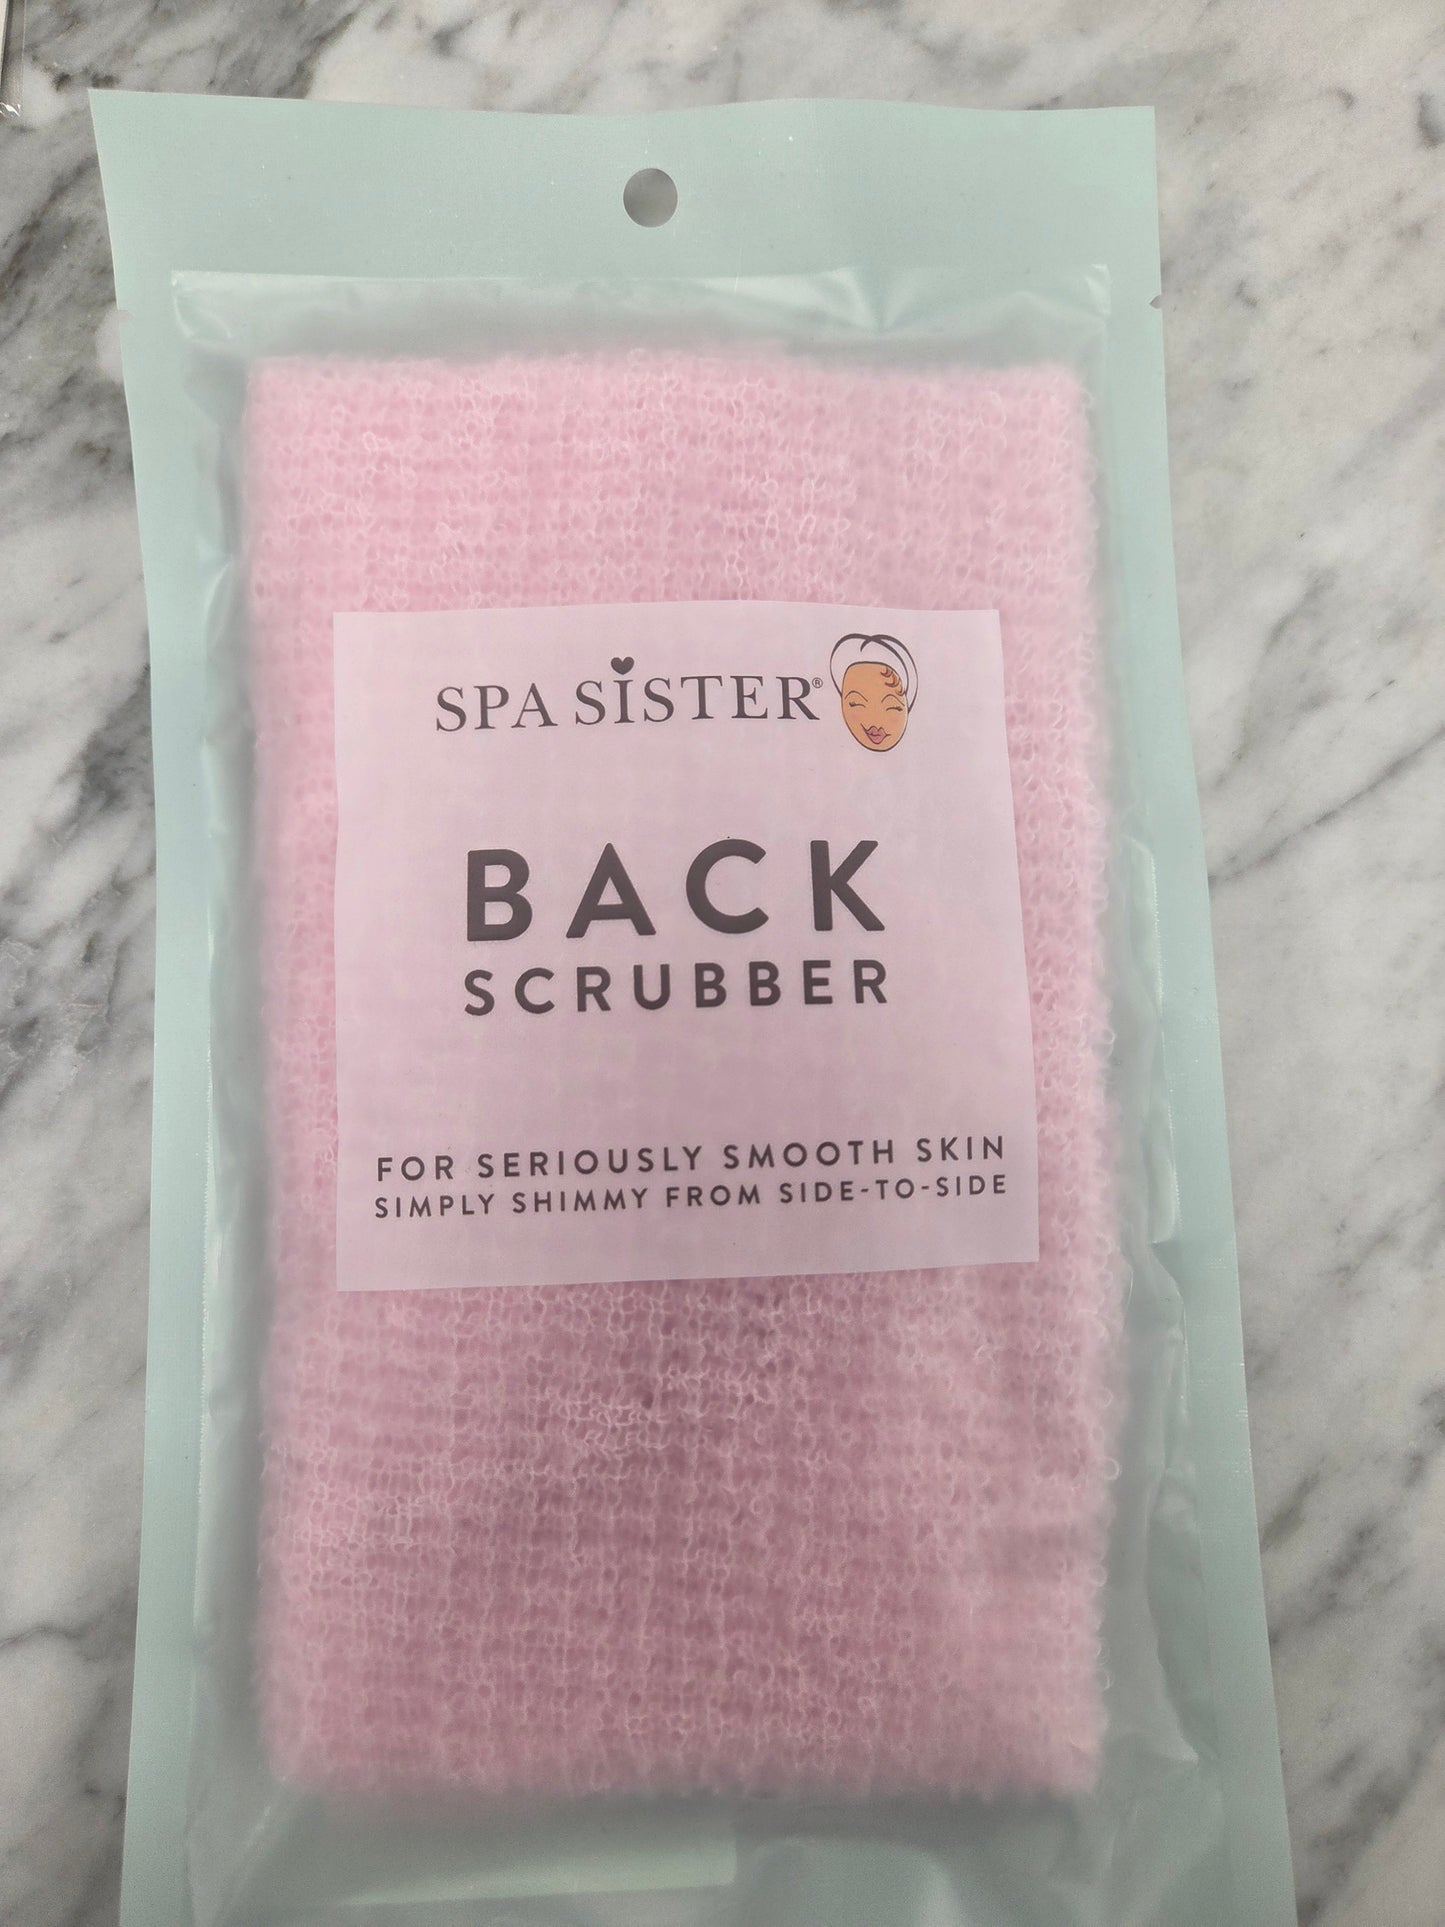 SPA SISTER®
BACK
SCRUBBER
FOR SERIOUSLY SMOOTH SKIN
SIMPLY SHIMMY FROM SIDE-TO-SIDE